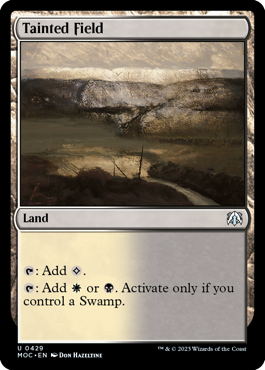 Tainted Field
Land
: Add .
: Add or . Activate only if you
control a Swamp.
U 0429
MOC • EN DON HAZELTINE
™ & © 2023 Wizards of the Coast